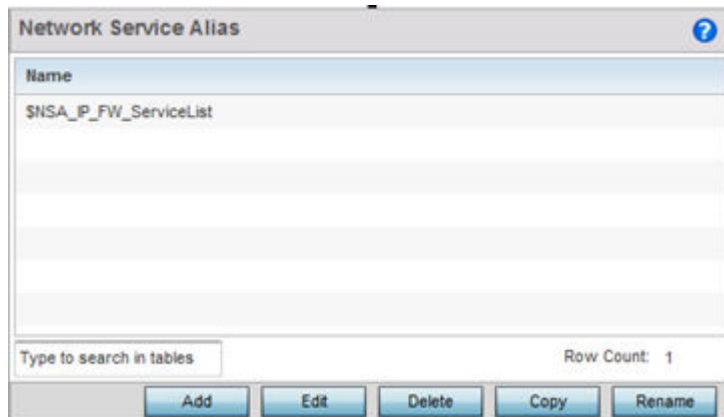 Network Service Alias
?
Name
$NSA_IP_FW_ServiceList
Type to search in tables
Row Count: 1
Add Edit Delete Copy Rename